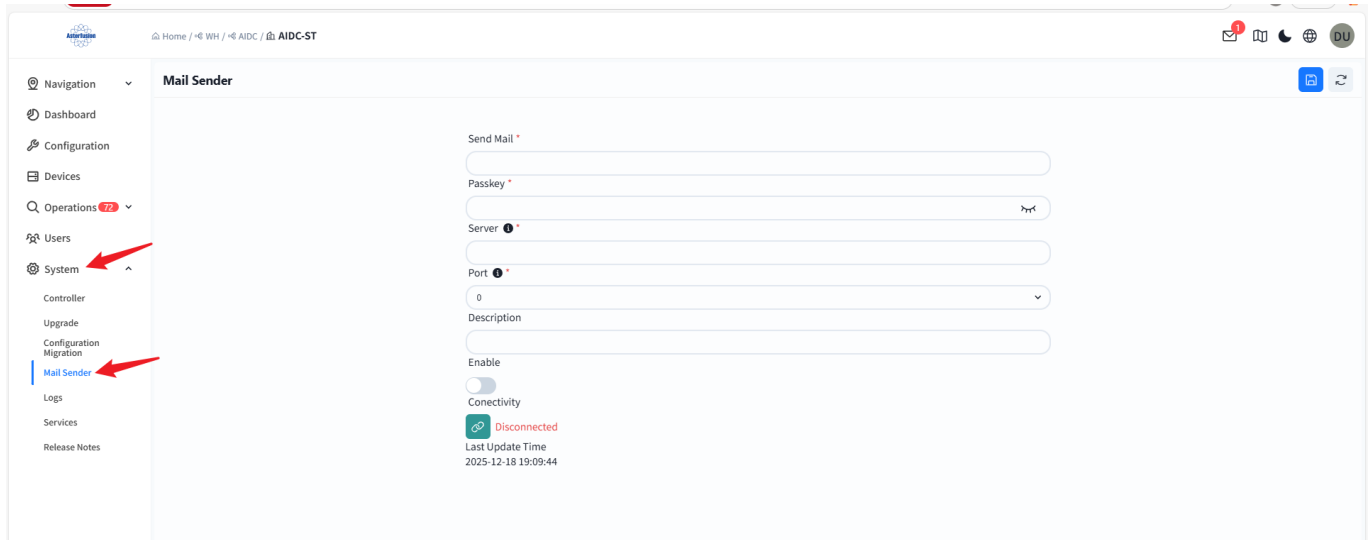 Asterfusion
Home / WH / AIDC / AIDC-ST
1
DU
Navigation
Dashboard
Configuration
Devices
Operations 72
Users
System
Controller
Upgrade
Configuration
Migration
Mail Sender
Logs
Services
Release Notes
Mail Sender
Send Mail *
Passkey *
Server *
Port *
0
Description
Enable
Conectivity
Disconnected
Last Update Time
2025-12-18 19:09:44